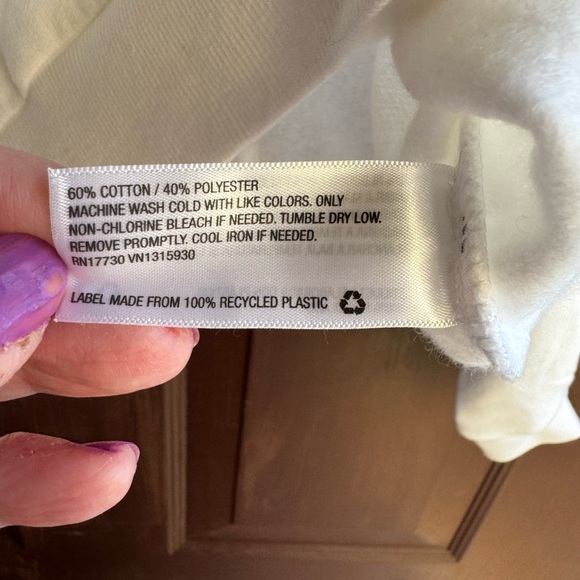 60% COTTON / 40% POLYESTER
MACHINE WASH COLD WITH LIKE COLORS. ONLY
NON-CHLORINE BLEACH IF NEEDED. TUMBLE DRY LOW.
REMOVE PROMPTLY. COOL IRON IF NEEDED.
RN17730 VN1315930
LABEL MADE FROM 100% RECYCLED PLASTIC